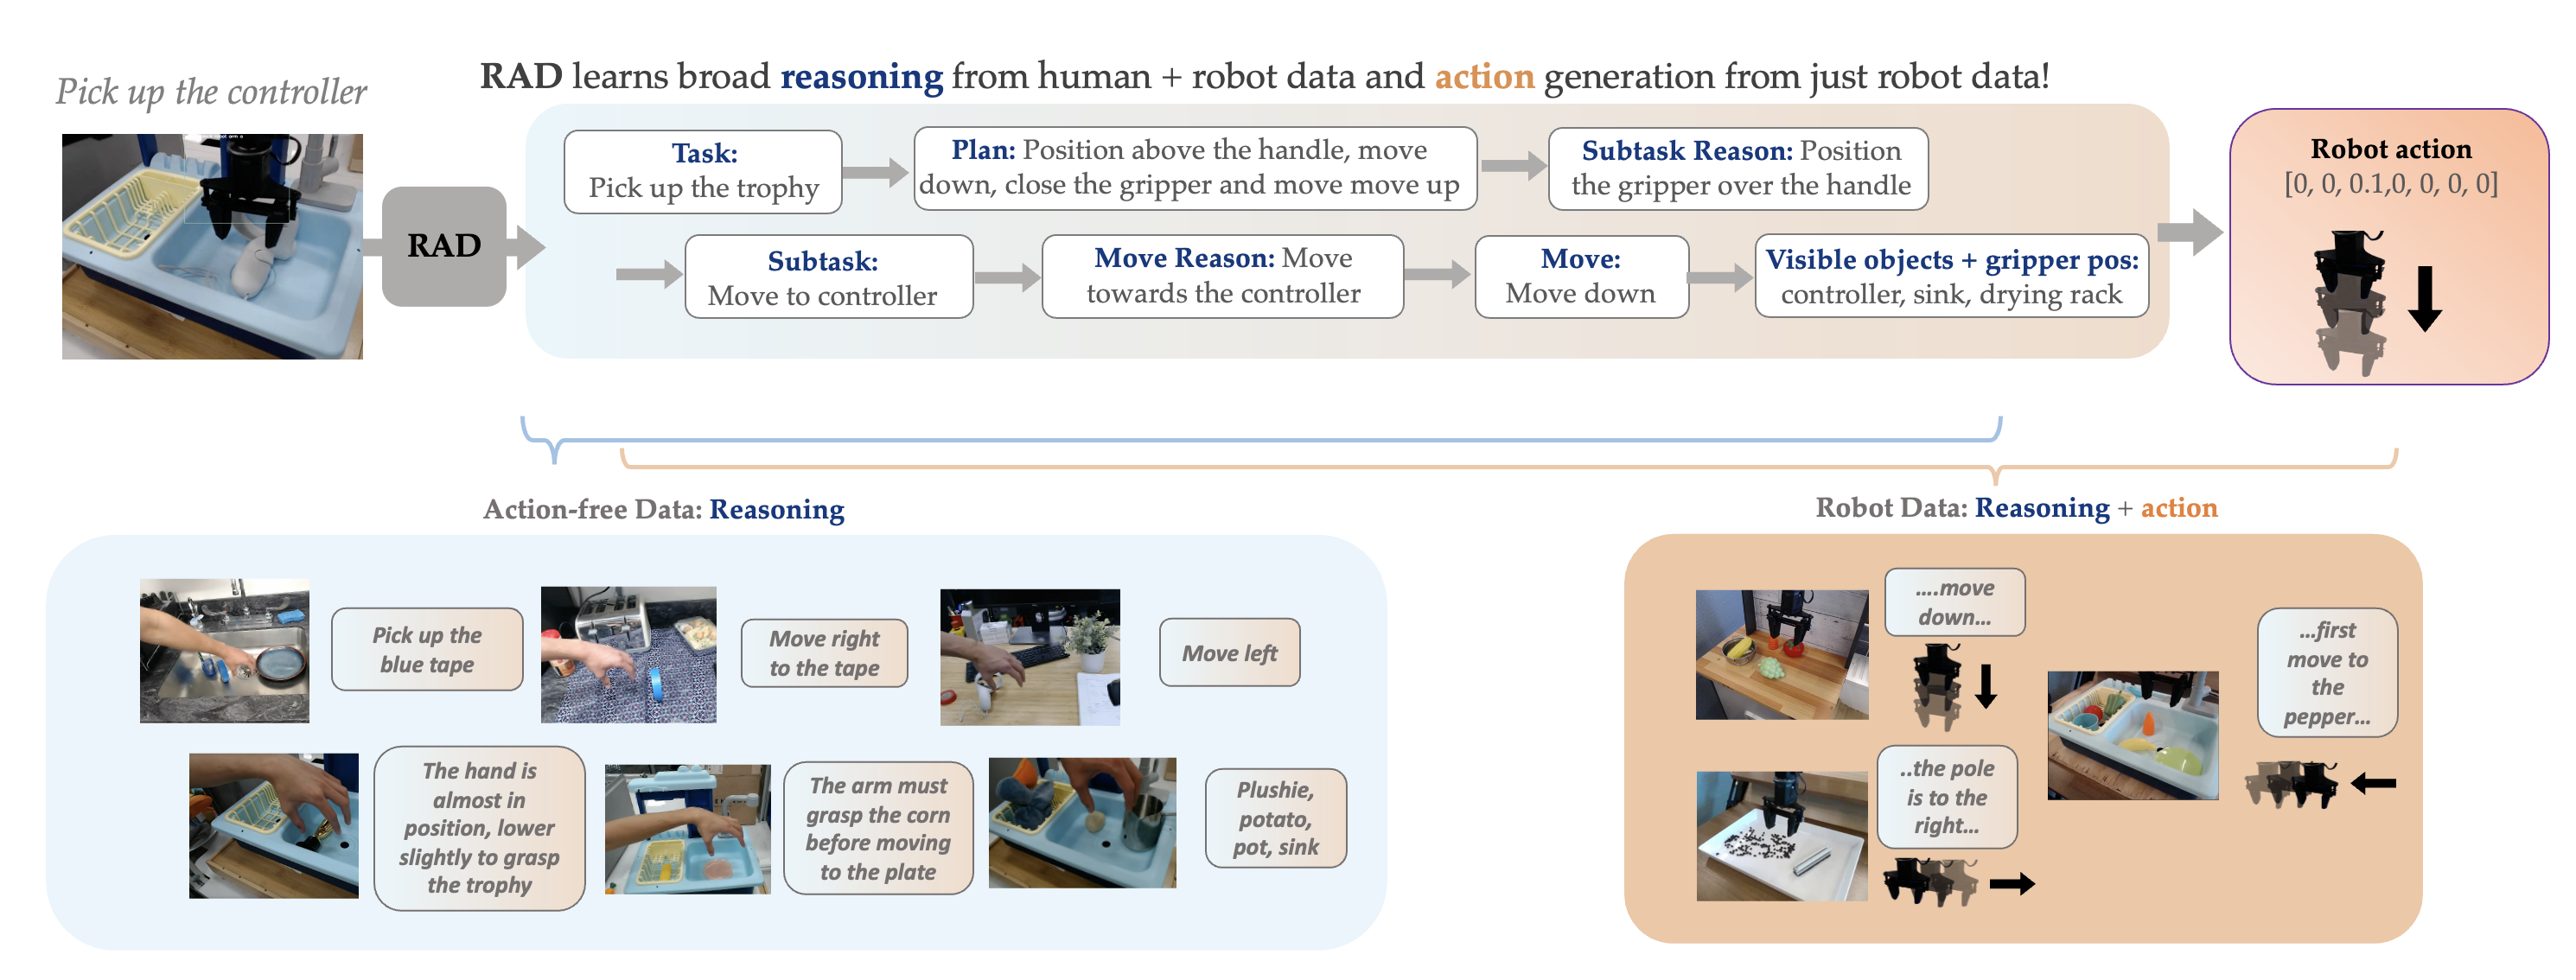 RAD learns broad reasoning from human + robot data and action generation from just robot data!
Pick up the controller
RAD
Task:
Pick up the trophy
Plan: Position above the handle, move
down, close the gripper and move move up
Subtask Reason: Position
the gripper over the handle
Subtask:
Move to controller
Move Reason: Move
towards the controller
Move:
Move down
Visible objects + gripper pos:
controller, sink, drying rack
Robot action
[0, 0, 0.1,0, 0, 0, 0]
Action-free Data: Reasoning
Pick up the
blue tape
Move right
to the tape
Move left
The hand is
almost in
position, lower
slightly to grasp
the trophy
The arm must
grasp the corn
before moving
to the plate
Plushie,
potato,
pot, sink
Robot Data: Reasoning + action
....move
down...
...first
move to
the
pepper...
..the pole
is to the
right...